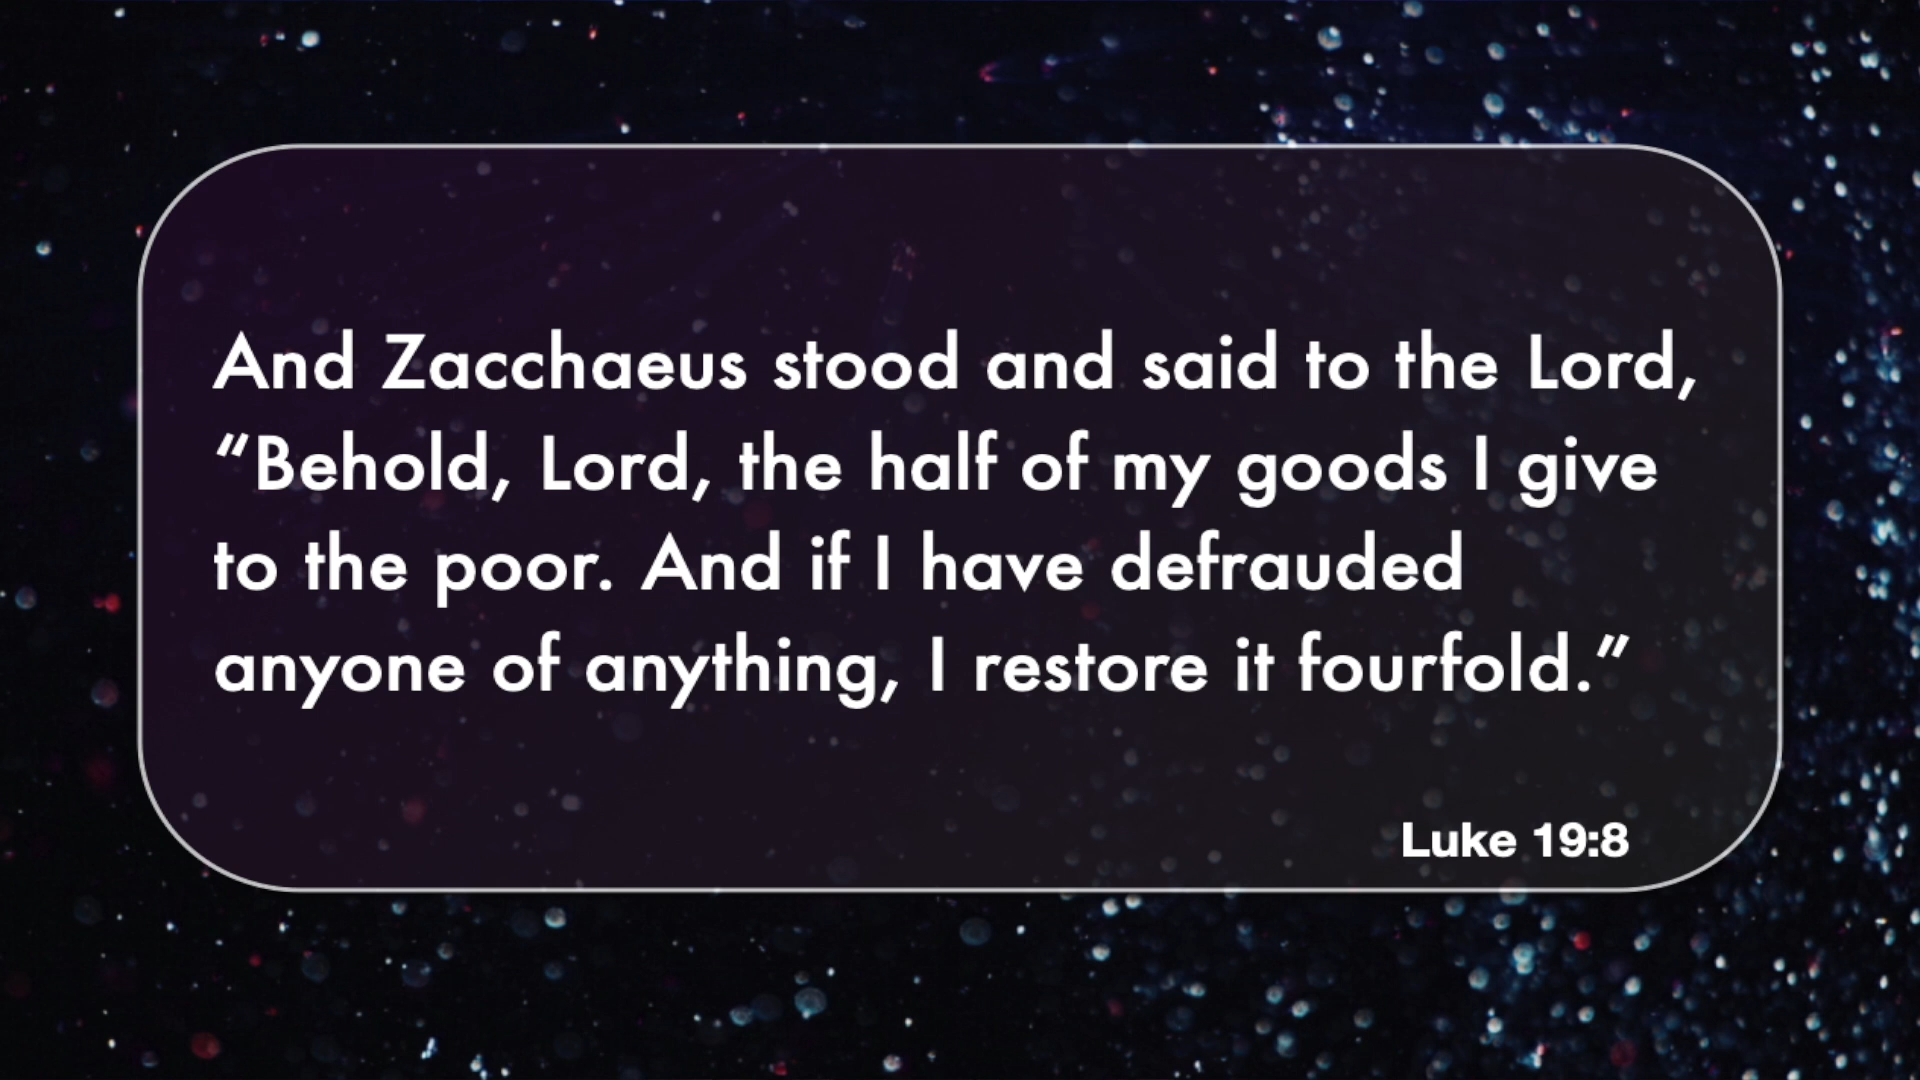 And Zacchaeus stood and said to the Lord,
“Behold, Lord, the half of my goods I give
to the poor. And if I have defrauded
anyone of anything, I restore it fourfold.”
Luke 19:8